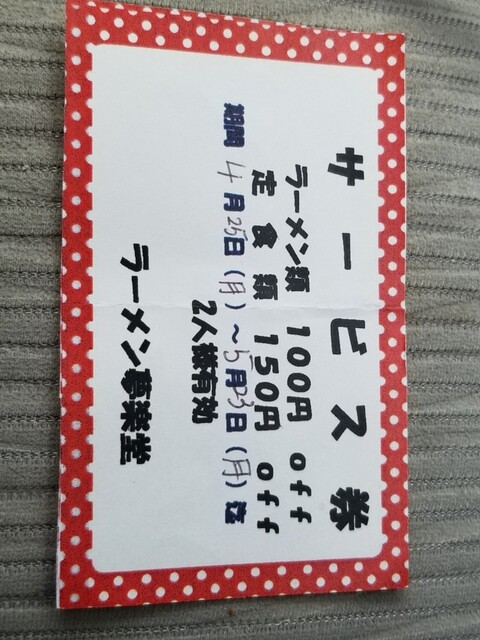 サービス券
ラーメン類 100円 off
定食類 150円 off
期間 4月25日(月)～5月23日(月)迄
2人様有効
ラーメン夢楽堂